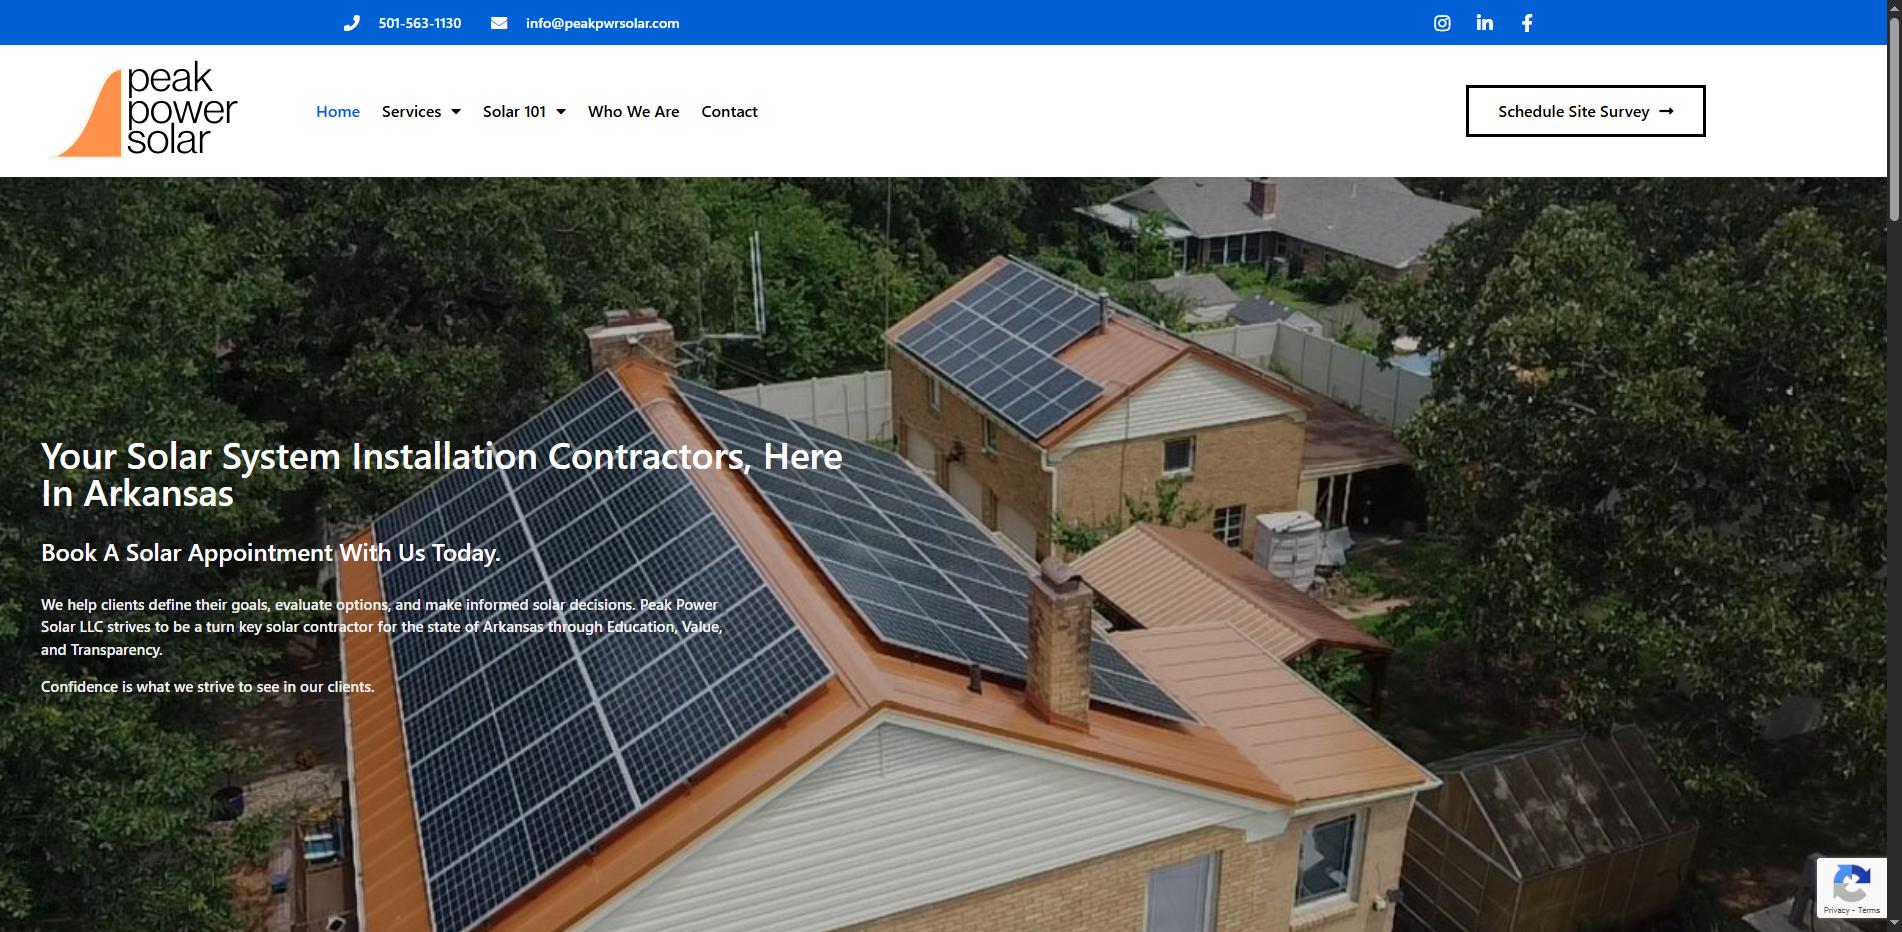 501-563-1130 info@peakpwrsolar.com
peak
power
solar
Home Services Solar 101 Who We Are Contact
Schedule Site Survey
Your Solar System Installation Contractors, Here
In Arkansas
Book A Solar Appointment With Us Today.
We help clients define their goals, evaluate options, and make informed solar decisions. Peak Power
Solar LLC strives to be a turn key solar contractor for the state of Arkansas through Education, Value,
and Transparency.
Confidence is what we strive to see in our clients.
Privacy - Terms